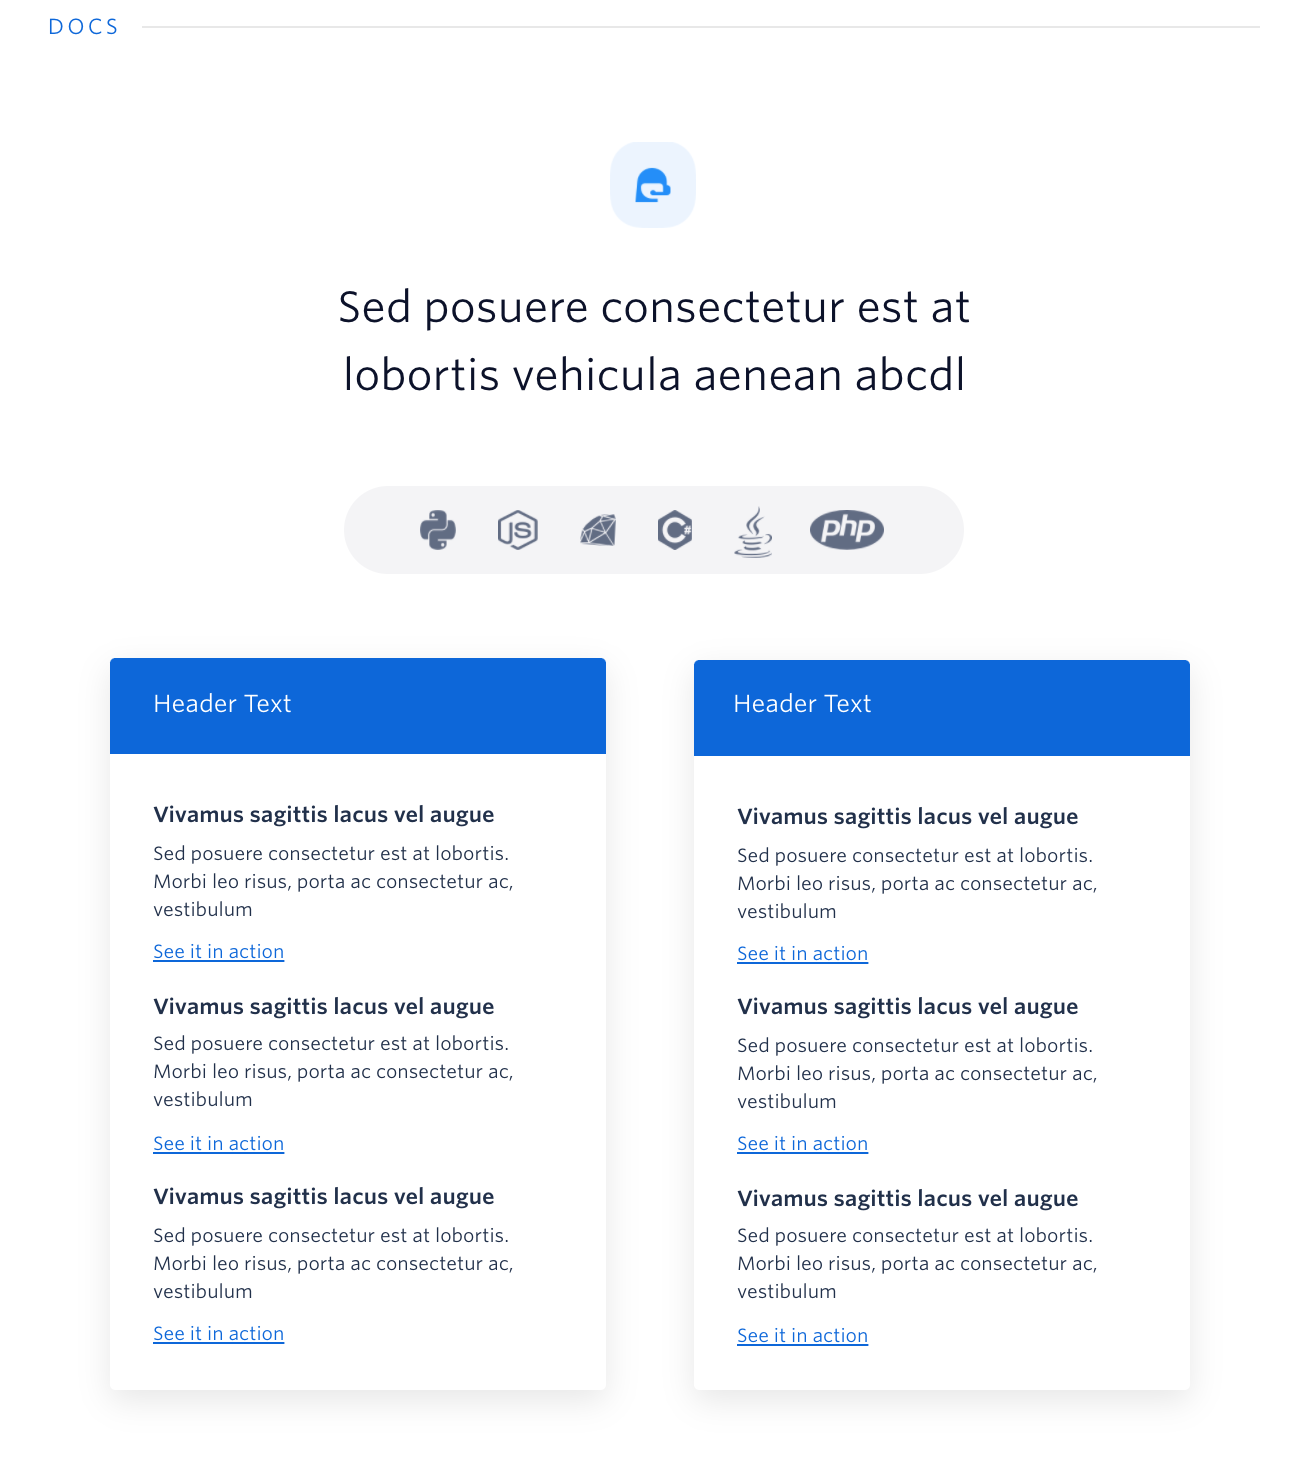 DOCS
Sed posuere consectetur est at
lobortis vehicula aenean abcdl
JS
C#
php
Header Text
Vivamus sagittis lacus vel augue
Sed posuere consectetur est at lobortis.
Morbi leo risus, porta ac consectetur ac,
vestibulum
See it in action
Vivamus sagittis lacus vel augue
Sed posuere consectetur est at lobortis.
Morbi leo risus, porta ac consectetur ac,
vestibulum
See it in action
Vivamus sagittis lacus vel augue
Sed posuere consectetur est at lobortis.
Morbi leo risus, porta ac consectetur ac,
vestibulum
See it in action
Header Text
Vivamus sagittis lacus vel augue
Sed posuere consectetur est at lobortis.
Morbi leo risus, porta ac consectetur ac,
vestibulum
See it in action
Vivamus sagittis lacus vel augue
Sed posuere consectetur est at lobortis.
Morbi leo risus, porta ac consectetur ac,
vestibulum
See it in action
Vivamus sagittis lacus vel augue
Sed posuere consectetur est at lobortis.
Morbi leo risus, porta ac consectetur ac,
vestibulum
See it in action